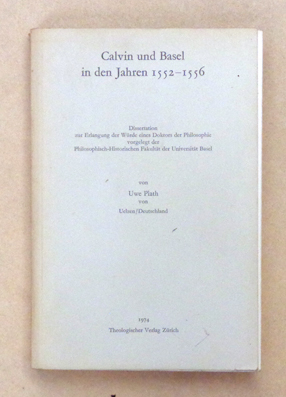 Calvin und Basel
in den Jahren 1552–1556
Dissertation
zur Erlangung der Würde eines Doktors der Philosophie
vorgelegt der
Philosophisch-Historischen Fakultät der Universität Basel
von
Uwe Plath
von
Uelzen/Deutschland
1974
Theologischer Verlag Zürich